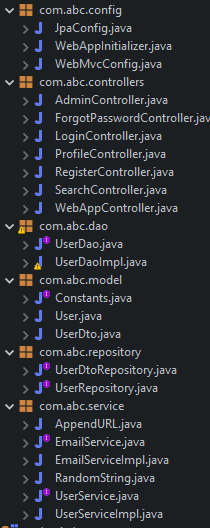 com.abc.config
JpaConfig.java
WebAppInitializer.java
WebMvcConfig.java
com.abc.controllers
AdminController.java
ForgotPasswordController.jav
LoginController.java
ProfileController.java
RegisterController.java
SearchController.java
WebAppController.java
com.abc.dao
UserDao.java
UserDaoImpl.java
com.abc.model
Constants.java
User.java
UserDto.java
com.abc.repository
UserDtoRepository.java
UserRepository.java
com.abc.service
AppendURL.java
EmailService.java
EmailServiceImpl.java
RandomString.java
UserService.java
UserServiceImpl.java